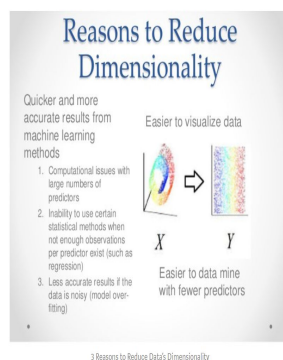 Reasons to Reduce
Dimensionality
Quicker and more
accurate results from
machine learning
methods
1. Computational issues with
large numbers of
predictors
2. Inability to use certain
statistical methods when
not enough observations
per predictor exist (such as
regression)
3. Less accurate results if the
data is noisy (model over-
fitting)
Easier to visualize data
X
Y
Easier to data mine
with fewer predictors
3 Reasons to Reduce Data's Dimensionality